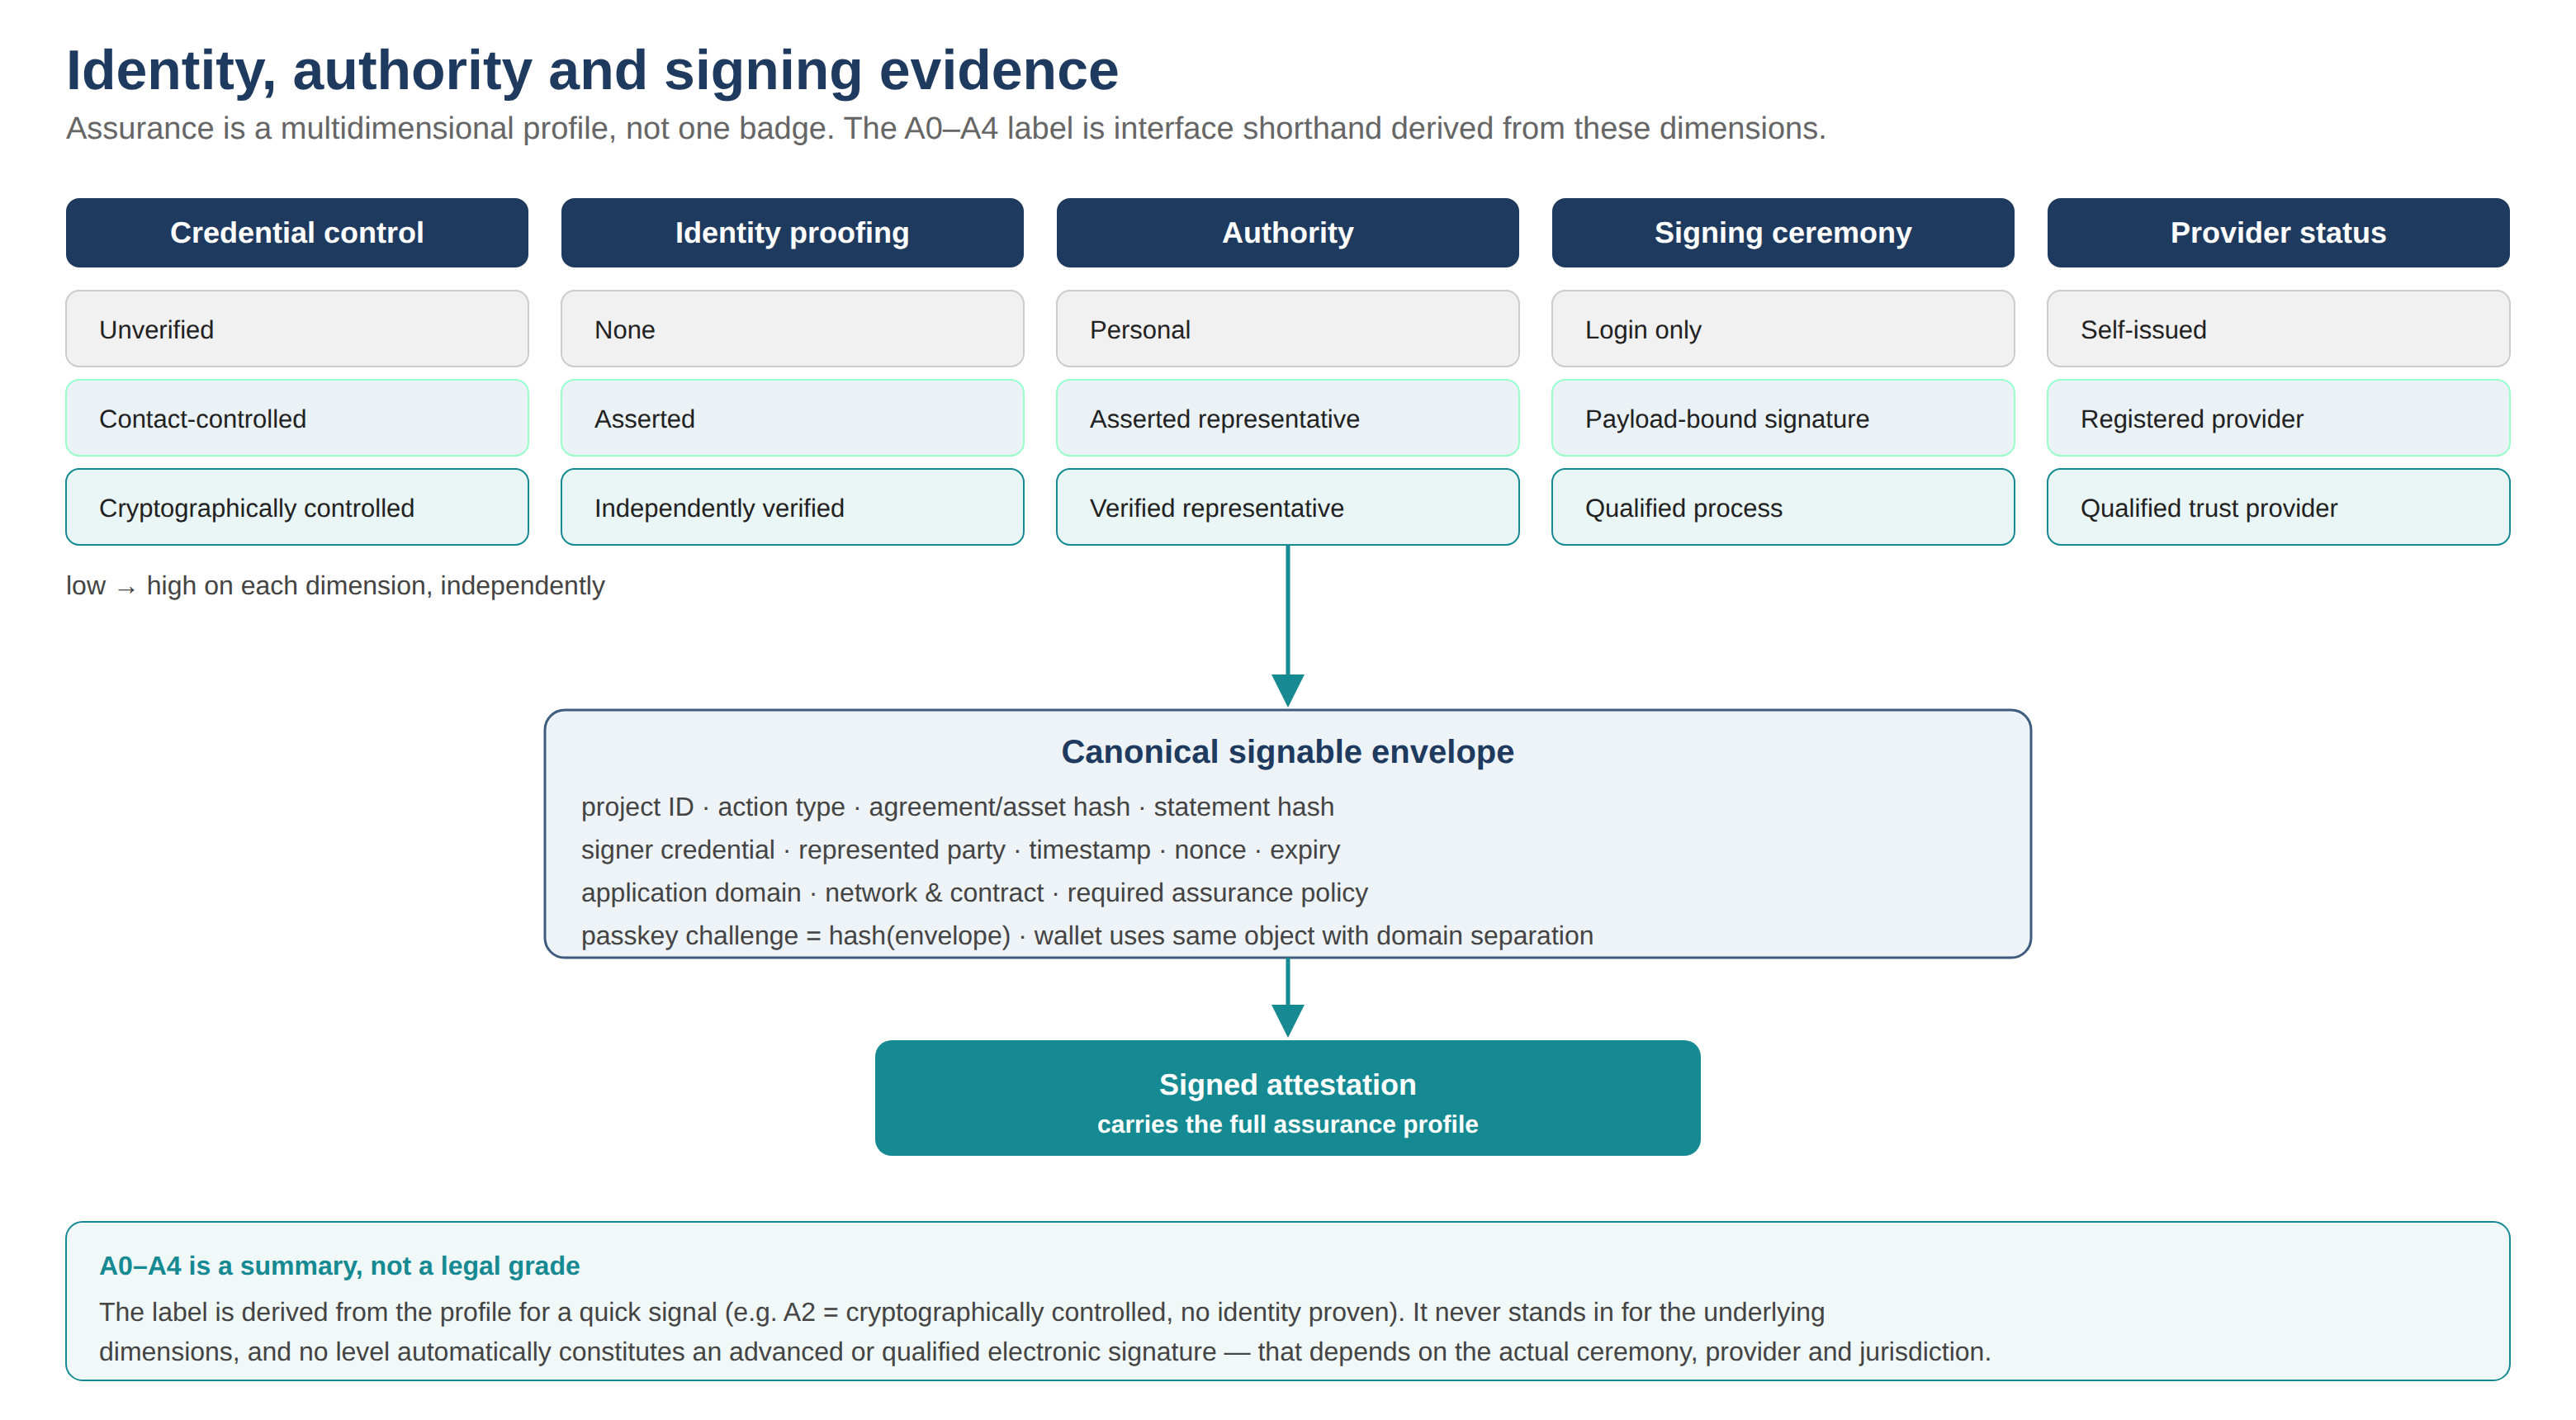 Identity, authority and signing evidence
Assurance is a multidimensional profile, not one badge. The A0–A4 label is interface shorthand derived from these dimensions.
Credential control
Identity proofing
Authority
Signing ceremony
Provider status
Unverified
None
Personal
Login only
Self-issued
Contact-controlled
Asserted
Asserted representative
Payload-bound signature
Registered provider
Cryptographically controlled
Independently verified
Verified representative
Qualified process
Qualified trust provider
low → high on each dimension, independently
Canonical signable envelope
project ID · action type · agreement/asset hash · statement hash
signer credential · represented party · timestamp · nonce · expiry
application domain · network & contract · required assurance policy
passkey challenge = hash(envelope) · wallet uses same object with domain separation
Signed attestation
carries the full assurance profile
A0–A4 is a summary, not a legal grade
The label is derived from the profile for a quick signal (e.g. A2 = cryptographically controlled, no identity proven). It never stands in for the underlying
dimensions, and no level automatically constitutes an advanced or qualified electronic signature — that depends on the actual ceremony, provider and jurisdiction.